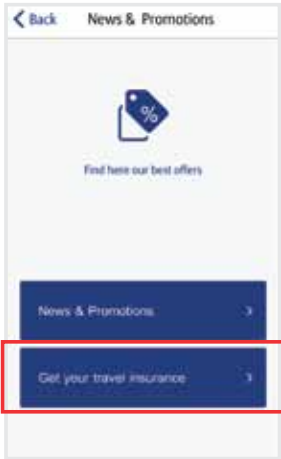 Back News & Promotions
%
Find here our best offers
News & Promotions
Get your travel insurance